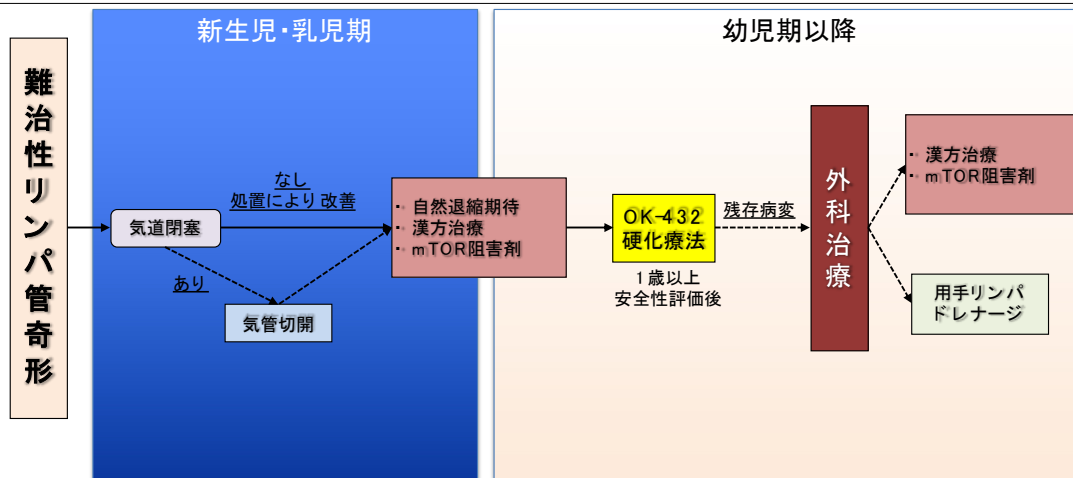 難治性リンパ管奇形
新生児・乳児期
幼児期以降
気道閉塞
なし
処置により改善
あり
気管切開
・自然退縮期待
・漢方治療
・mTOR阻害剤
OK-432
硬化療法
1歳以上
安全性評価後
残存病変
外科治療
・漢方治療
・mTOR阻害剤
用手リンパ
ドレナージ